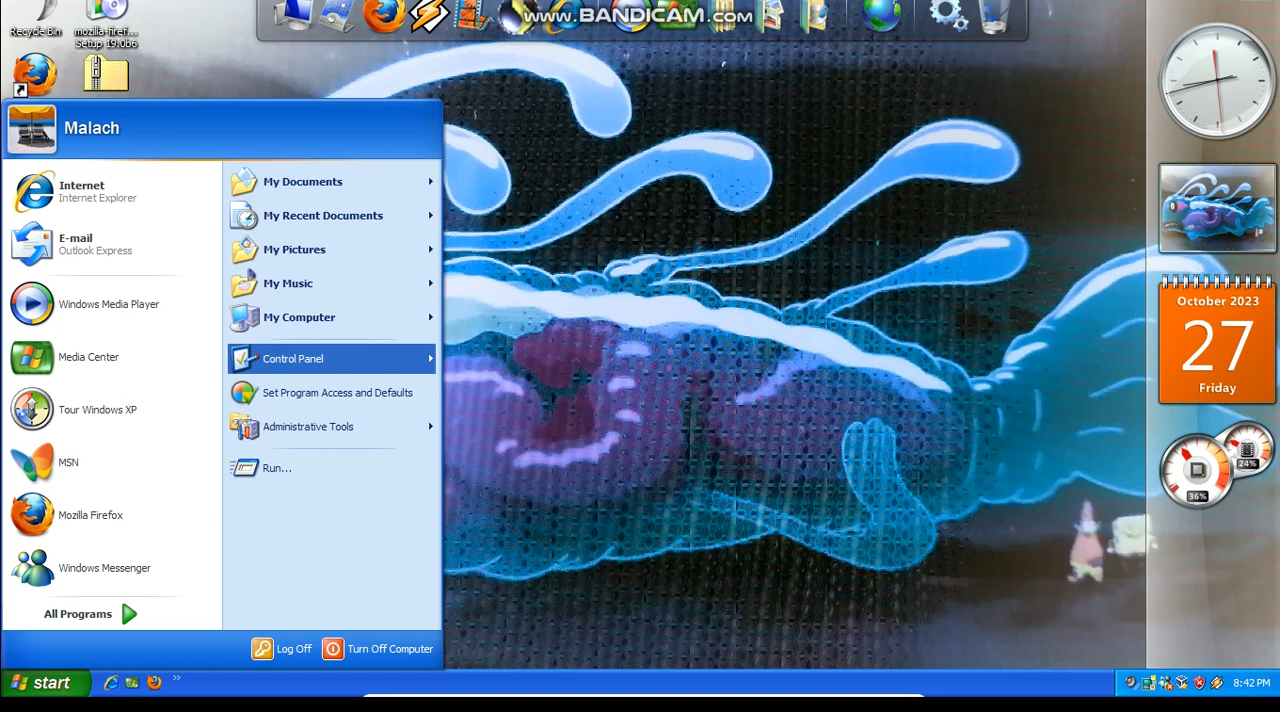 www.BANDICAM.com
Recycle Bin
mozilla-firef...
Setup 19.0b6
Malach
Internet
Internet Explorer
E-mail
Outlook Express
Windows Media Player
Media Center
Tour Windows XP
MSN
Mozilla Firefox
Windows Messenger
All Programs
My Documents
My Recent Documents
My Pictures
My Music
My Computer
Control Panel
Set Program Access and Defaults
Administrative Tools
Run...
Log Off
Turn Off Computer
October 2023
27
Friday
24%
36%
start
8:42 PM